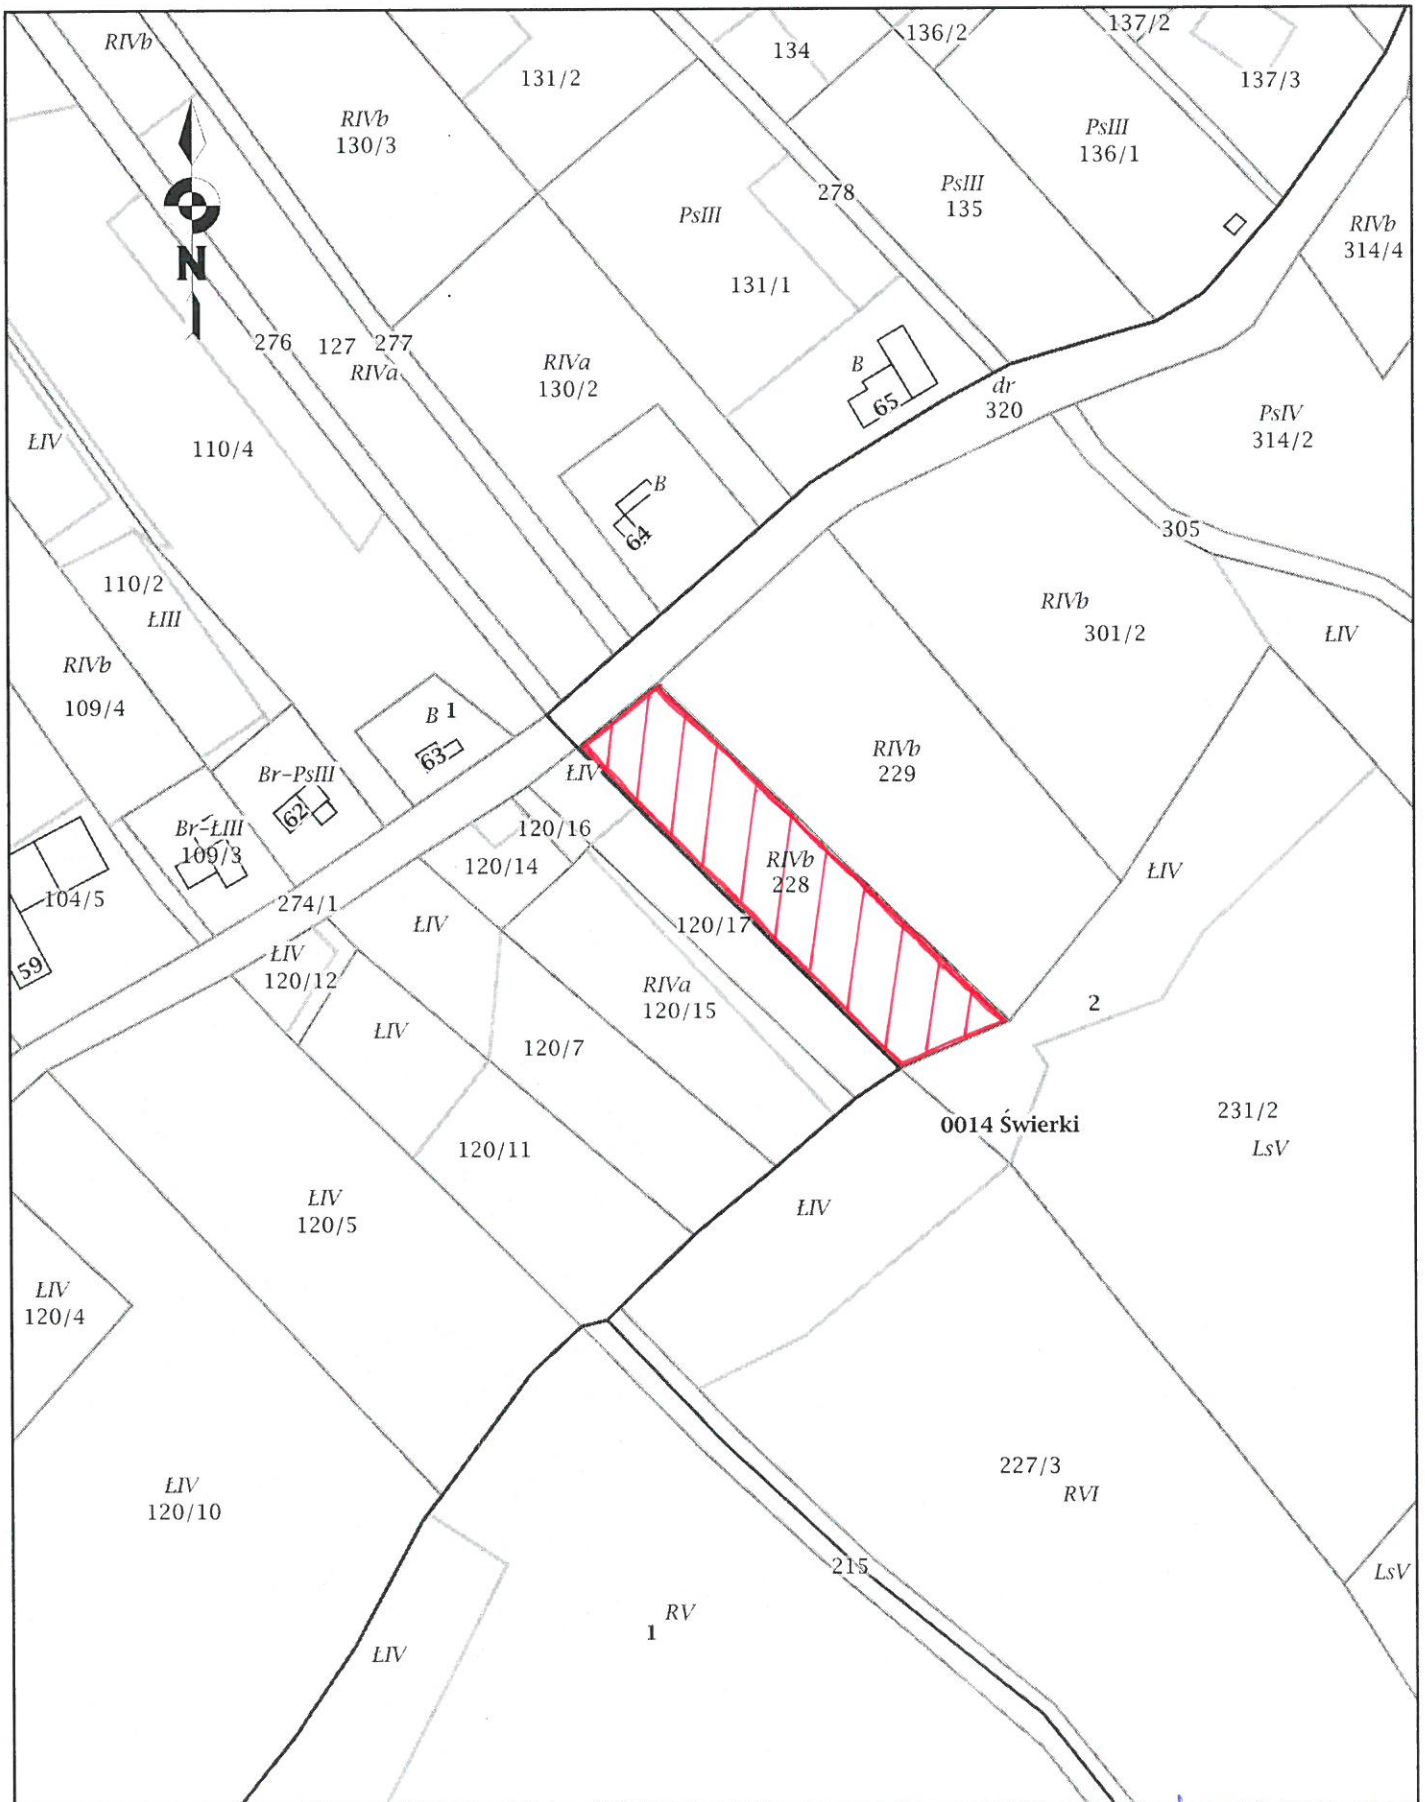 RIVb
131/2
134
136/2
137/2
137/3
RIVb
130/3
PsIII
136/1
PsIII
135
278
PsIII
131/1
RIVb
314/4
N
276
127
277
RIVa
RIVa
130/2
B
65
dr
320
PsIV
314/2
ŁIV
110/4
B
64
305
110/2
ŁIII
RIVb
301/2
ŁIV
RIVb
109/4
B 1
63
Br-PsIII
62
ŁIV
RIVb
229
Br-ŁIII
109/3
120/16
120/14
RIVb
228
ŁIV
104/5
274/1
ŁIV
120/17
59
ŁIV
120/12
RIVa
120/15
2
ŁIV
120/7
0014 Świerki
231/2
LsV
120/11
ŁIV
120/5
ŁIV
ŁIV
120/4
227/3
RVI
ŁIV
120/10
215
LsV
RV
1
ŁIV